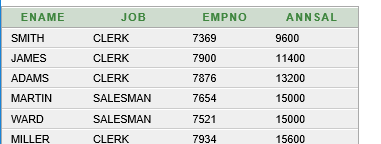 ENAME JOB EMPNO ANNSAL
SMITH CLERK 7369 9600
JAMES CLERK 7900 11400
ADAMS CLERK 7876 13200
MARTIN SALESMAN 7654 15000
WARD SALESMAN 7521 15000
MILLER CLERK 7934 15600